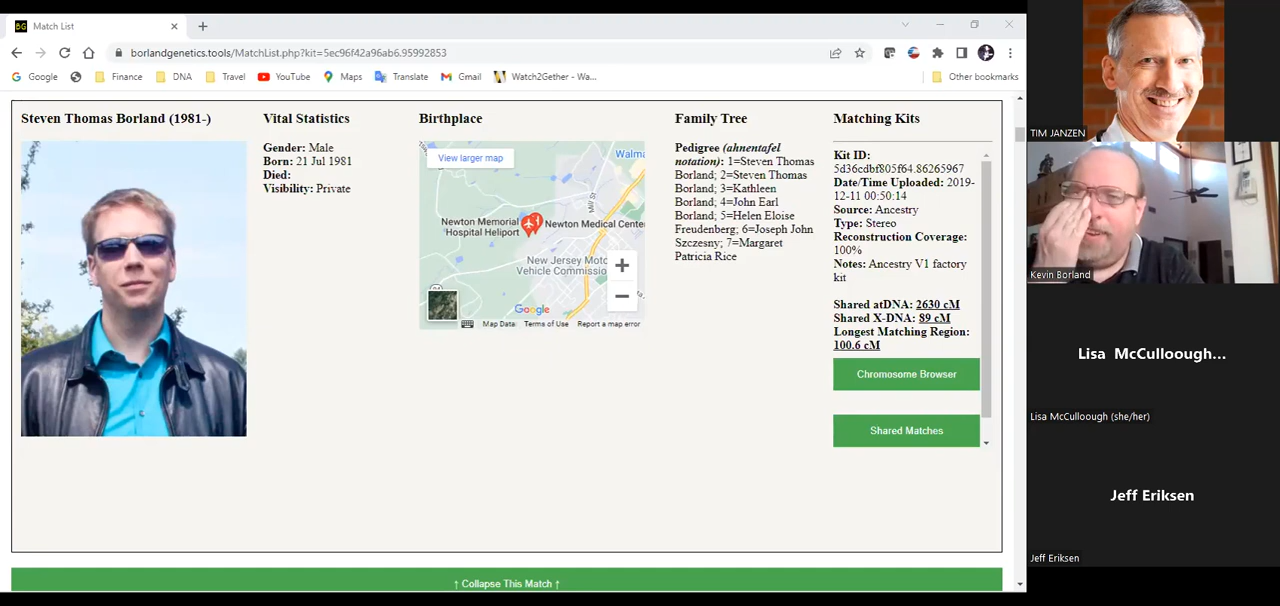 Match List
borlandgenetics.tools/MatchList.php?kit=5ec96f42a96ab6.95992853
Google
Finance
DNA
Travel
YouTube
Maps
Translate
Gmail
Watch2Gether - Wa...
Other bookmarks
Steven Thomas Borland (1981-)
Vital Statistics
Gender: Male
Born: 21 Jul 1981
Died:
Visibility: Private
Birthplace
View larger map
Walma
Mill St
Newton Memorial
Hospital Heliport
Newton Medical Cente
New Jersey Moto
Vehicle Commissio
Google
Map Data
Terms of Use
Report a map error
Family Tree
Pedigree (ahnentafel
notation): 1=Steven Thomas
Borland; 2=Steven Thomas
Borland; 3=Kathleen
Borland; 4=John Earl
Borland; 5=Helen Eloise
Freudenberg; 6=Joseph John
Szczesny; 7=Margaret
Patricia Rice
Matching Kits
Kit ID:
5d36cdbf805f64.86265967
Date/Time Uploaded: 2019-
12-11 00:50:14
Source: Ancestry
Type: Stereo
Reconstruction Coverage:
100%
Notes: Ancestry V1 factory
kit
Shared atDNA: 2630 cM
Shared X-DNA: 89 cM
Longest Matching Region:
100.6 cM
Chromosome Browser
Shared Matches
↑ Collapse This Match ↑
TIM JANZEN
Kevin Borland
Lisa McCulloough...
Lisa McCulloough (she/her)
Jeff Eriksen
Jeff Eriksen